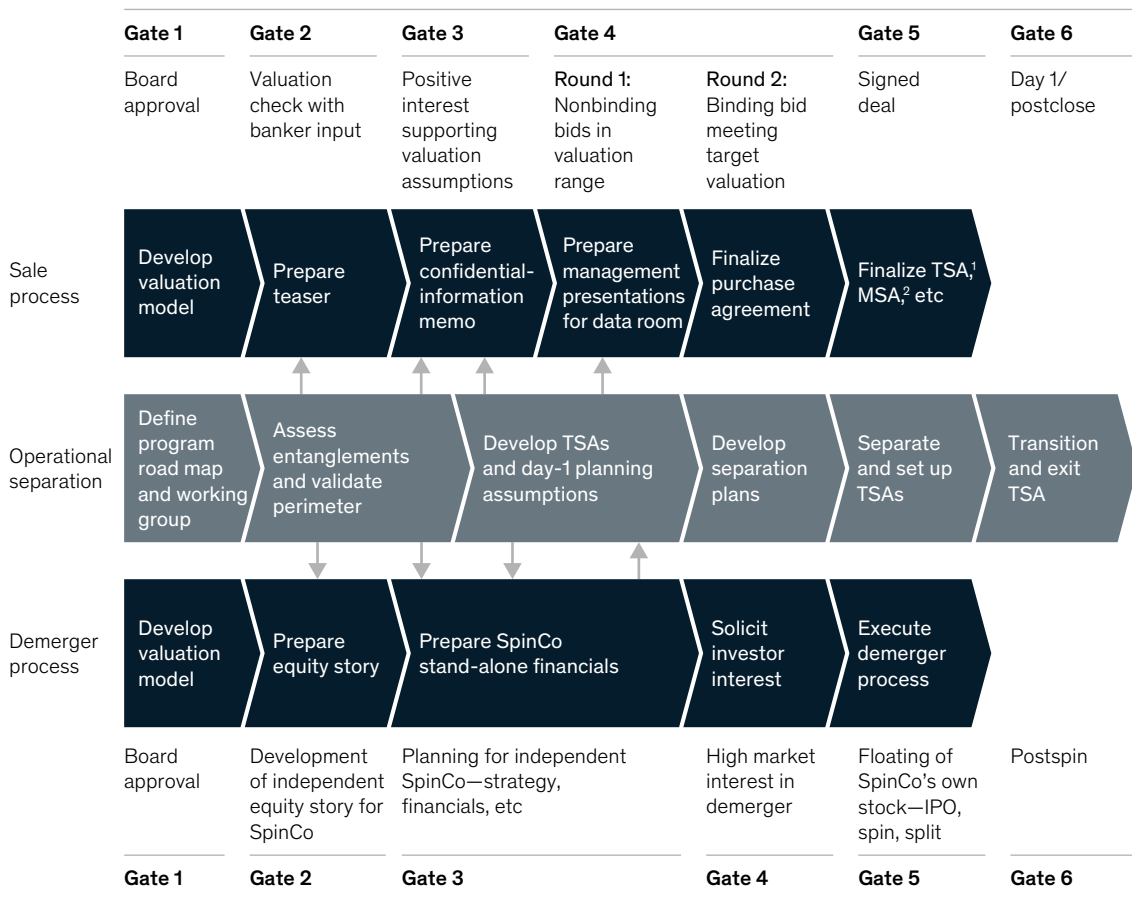 Gate 1
Gate 2
Gate 3
Gate 4
Gate 5
Gate 6
Board
approval
Valuation
check with
banker input
Positive
interest
supporting
valuation
assumptions
Round 1:
Nonbinding
bids in
valuation
range
Round 2:
Binding bid
meeting
target
valuation
Signed
deal
Day 1/
postclose
Sale
process
Develop
valuation
model
Prepare
teaser
Prepare
confidential-
information
memo
Prepare
management
presentations
for data room
Finalize
purchase
agreement
Finalize TSA,¹
MSA,² etc
Operational
separation
Define
program
road map
and working
group
Assess
entanglements
and validate
perimeter
Develop TSAs
and day-1 planning
assumptions
Develop
separation
plans
Separate
and set up
TSAs
Transition
and exit
TSA
Demerger
process
Develop
valuation
model
Prepare
equity story
Prepare SpinCo
stand-alone financials
Solicit
investor
interest
Execute
demerger
process
Board
approval
Development
of independent
equity story for
SpinCo
Planning for independent
SpinCo—strategy,
financials, etc
High market
interest in
demerger
Floating of
SpinCo’s own
stock—IPO,
spin, split
Postspin
Gate 1
Gate 2
Gate 3
Gate 4
Gate 5
Gate 6